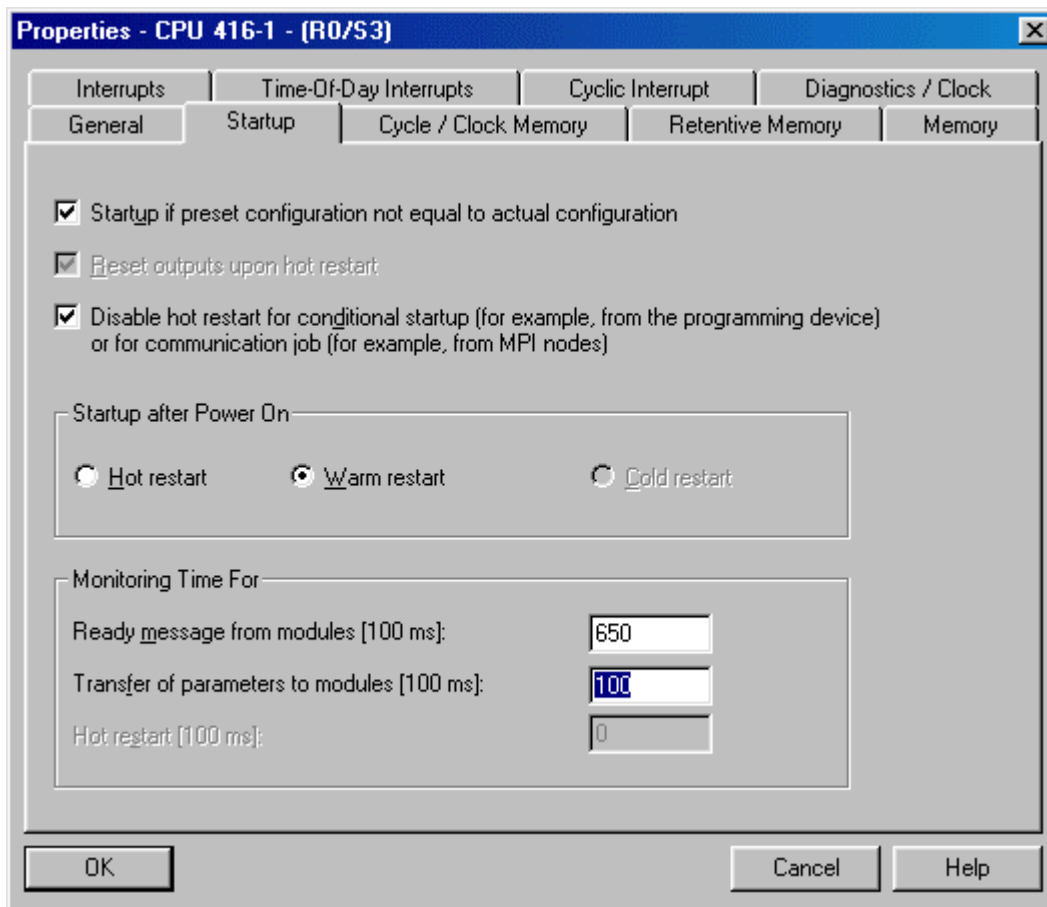 Properties - CPU 416-1 - (R0/S3)
Interrupts Time-Of-Day Interrupts Cyclic Interrupt Diagnostics / Clock
General Startup Cycle / Clock Memory Retentive Memory Memory
Startup if preset configuration not equal to actual configuration
Reset outputs upon hot restart
Disable hot restart for conditional startup (for example, from the programming device)
or for communication job (for example, from MPI nodes)
Startup after Power On
Hot restart Warm restart Cold restart
Monitoring Time For
Ready message from modules [100 ms]: 650
Transfer of parameters to modules [100 ms]: 100
Hot restart [100 ms]: 0
OK Cancel Help